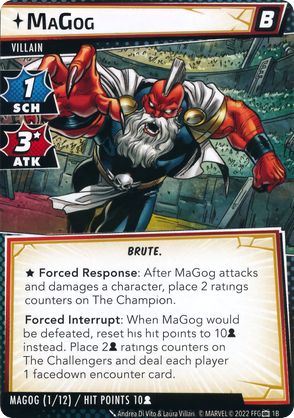 MAGOG
B
VILLAIN
1
SCH
3★
ATK
BRUTE.
★ Forced Response: After MaGog attacks
and damages a character, place 2 ratings
counters on The Champion.
Forced Interrupt: When MaGog would
be defeated, reset his hit points to 10
instead. Place 2 ratings counters on
The Challengers and deal each player
1 facedown encounter card.
MAGOG (1/12) / HIT POINTS 10
Andrea Di Vito & Laura Villari. © MARVEL © 2022 FFG 18